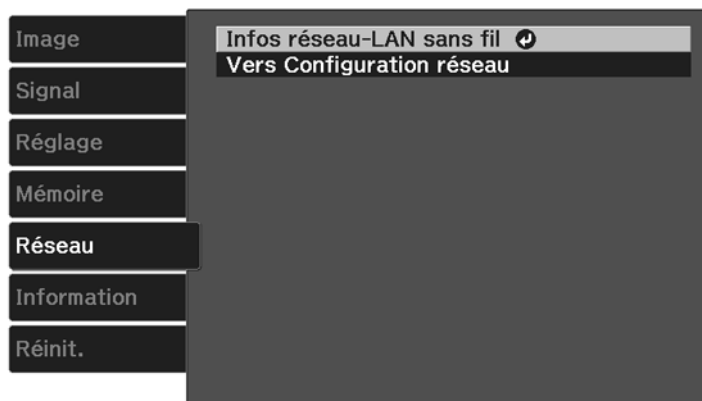 Image
Signal
Réglage
Mémoire
Réseau
Information
Réinit.
Infos réseau-LAN sans fil
Vers Configuration réseau